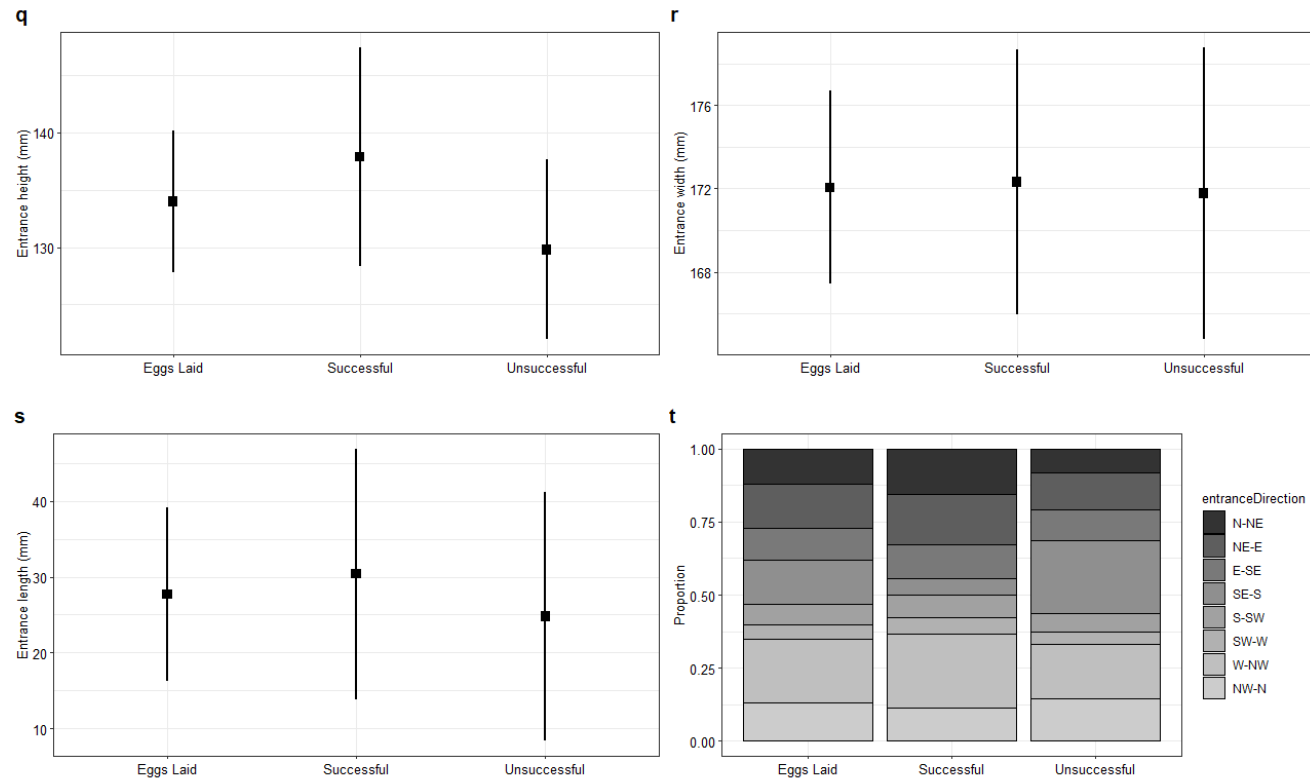 q
Entrance height (mm)
140
130
Eggs Laid Successful Unsuccessful
r
Entrance width (mm)
176
172
168
Eggs Laid Successful Unsuccessful
s
Entrance length (mm)
40
30
20
10
Eggs Laid Successful Unsuccessful
t
Proportion
1.00
0.75
0.50
0.25
0.00
Eggs Laid Successful Unsuccessful
entranceDirection
N-NE
NE-E
E-SE
SE-S
S-SW
SW-W
W-NW
NW-N